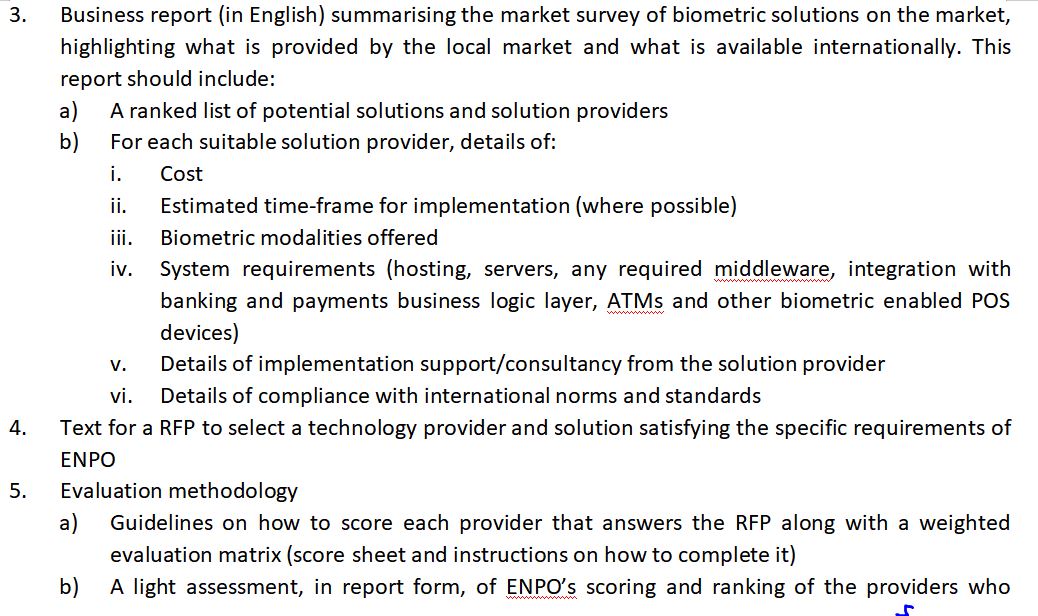 3. Business report (in English) summarising the market survey of biometric solutions on the market,
highlighting what is provided by the local market and what is available internationally. This
report should include:
a) A ranked list of potential solutions and solution providers
b) For each suitable solution provider, details of:
i. Cost
ii. Estimated time-frame for implementation (where possible)
iii. Biometric modalities offered
iv. System requirements (hosting, servers, any required middleware, integration with
banking and payments business logic layer, ATMs and other biometric enabled POS
devices)
v. Details of implementation support/consultancy from the solution provider
vi. Details of compliance with international norms and standards
4. Text for a RFP to select a technology provider and solution satisfying the specific requirements of
ENPO
5. Evaluation methodology
a) Guidelines on how to score each provider that answers the RFP along with a weighted
evaluation matrix (score sheet and instructions on how to complete it)
b) A light assessment, in report form, of ENPO’s scoring and ranking of the providers who